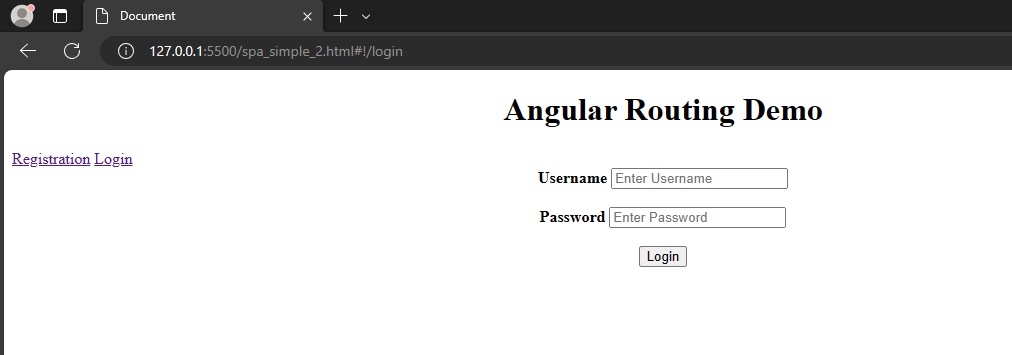 Document
127.0.0.1:5500/spa_simple_2.html#!/login
Angular Routing Demo
Registration Login
Username Enter Username
Password Enter Password
Login